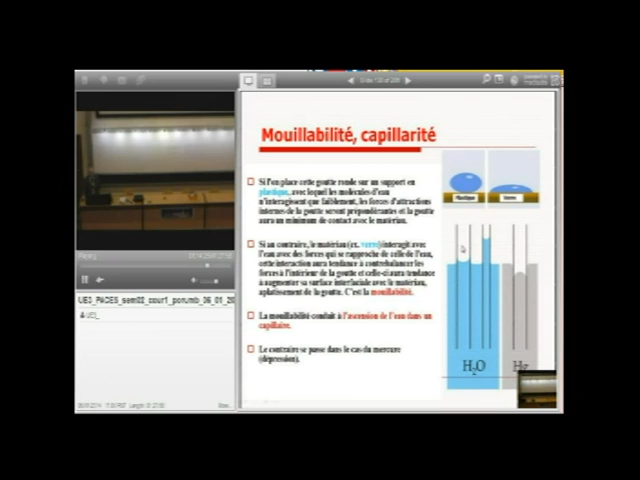 Mouillabilité, capillarité
Si l'on place cette goutte ronde sur un support en
plastique, avec lequel les molécules d'eau
n'interagissent que faiblement, les forces d'attractions
internes de la goutte seront prépondérantes et la goutte
aura un minimum de contact avec le matériau.
Si au contraire, le matériau (ex. verre) interagit avec
l'eau avec des forces qui se rapproche de celle de l'eau,
cette interaction aura tendance à contrebalancer les
forces à l'intérieur de la goutte et celle-ci aura tendance
à augmenter sa surface interfaciale avec le matériau,
aplatissement de la goutte. C'est la mouillabilité.
La mouillabilité conduit à l'ascension de l'eau dans un
capillaire.
Le contraire se passe dans le cas du mercure
(dépression).
Plastique
Verre
H₂O
Hg
UE3_